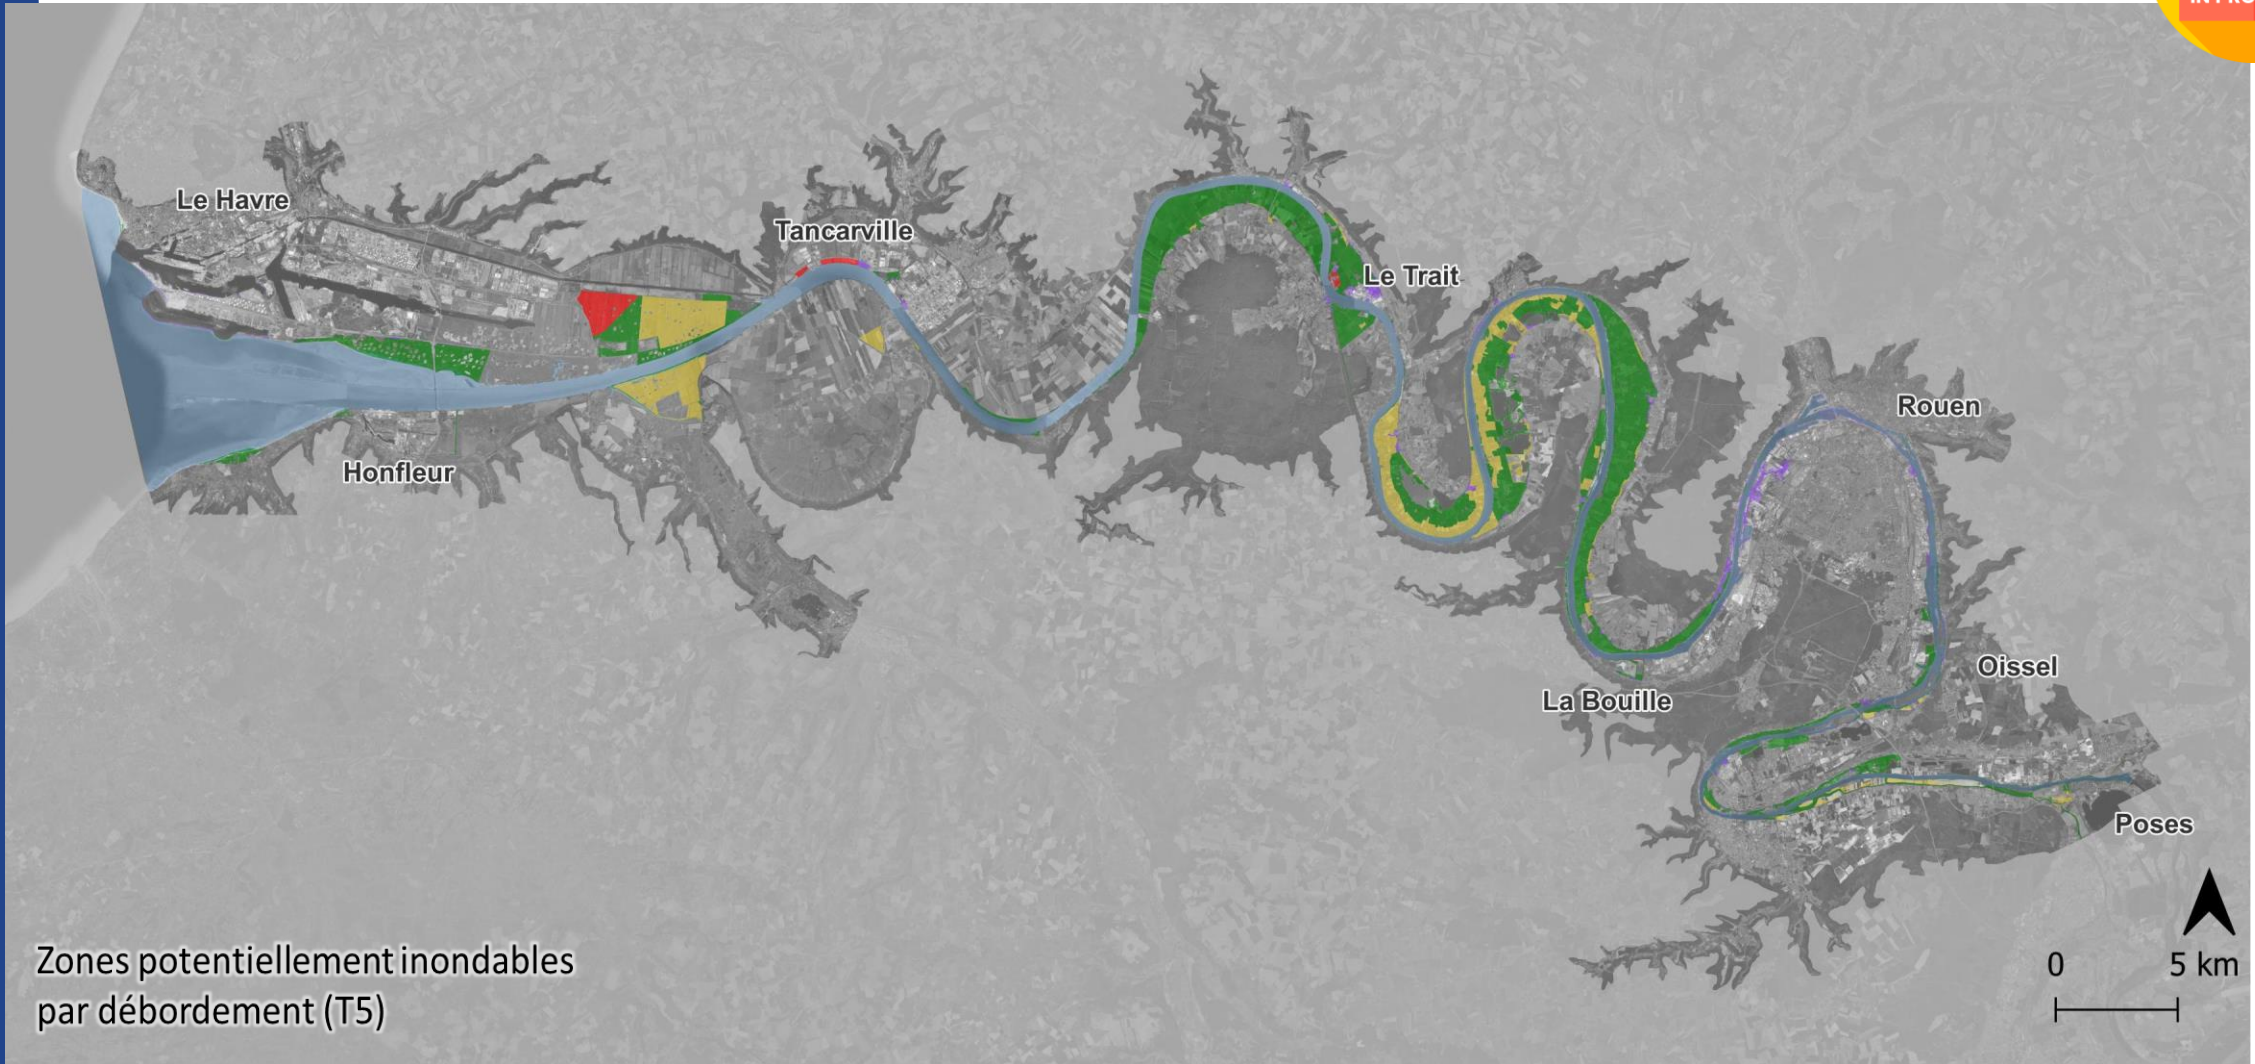 Le Havre
Tancarville
Le Trait
Rouen
Honfleur
Oissel
La Bouille
Poses
Zones potentiellement inondables
par débordement (T5)
0 5 km